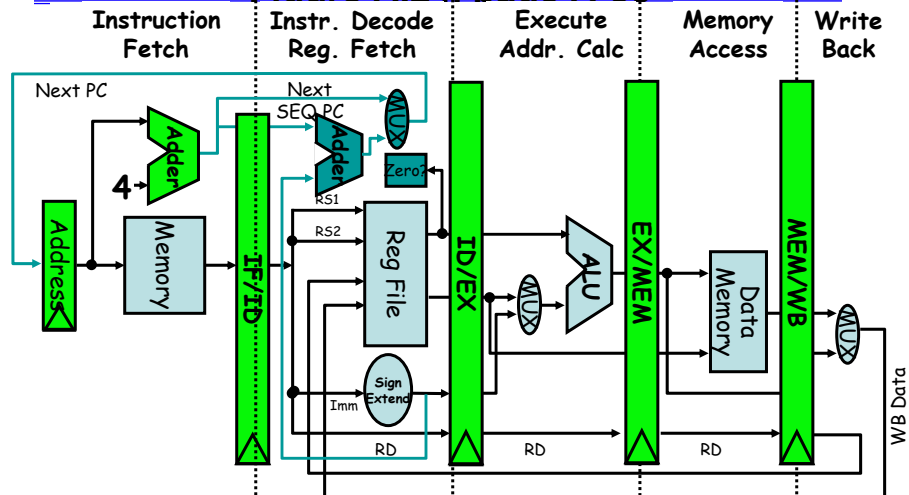 Instruction
Fetch
Instr. Decode
Reg. Fetch
Execute
Addr. Calc
Memory
Access
Write
Back
Next PC
Next
SEQ PC
MUX
Adder
Adder
Zero?
4
RS1
RS2
Address
Memory
IF/ID
Reg File
ID/EX
MUX
ALU
EX/MEM
Data
Memory
MEM/WB
MUX
Sign
Extend
Imm
WB Data
RD
RD
RD